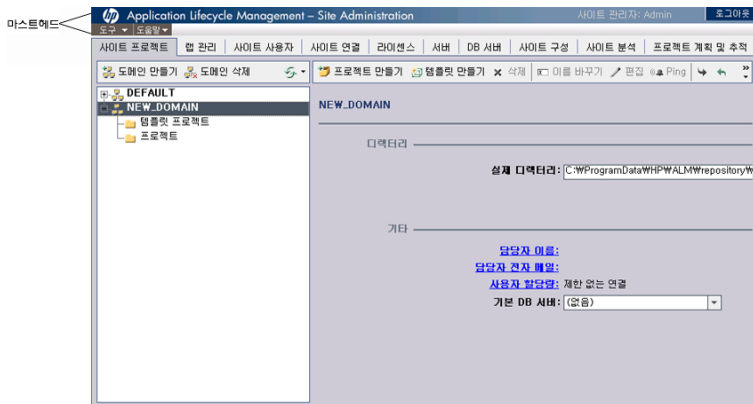 마스트헤드
hp Application Lifecycle Management – Site Administration 사이트 관리자: Admin 로그아웃
도구 도움말
사이트 프로젝트 랩 관리 사이트 사용자 사이트 연결 라이센스 서버 DB 서버 사이트 구성 사이트 분석 프로젝트 계획 및 추적
도메인 만들기 도메인 삭제 프로젝트 만들기 템플릿 만들기 삭제 이름 바꾸기 편집 Ping
DEFAULT
NEW_DOMAIN
템플릿 프로젝트
프로젝트
NEW_DOMAIN
디렉터리
실제 디렉터리: C:₩ProgramData₩HP₩ALM₩repository₩
기타
담당자 이름:
담당자 전자 메일:
사용자 할당량: 제한 없는 연결
기본 DB 서버: (없음)